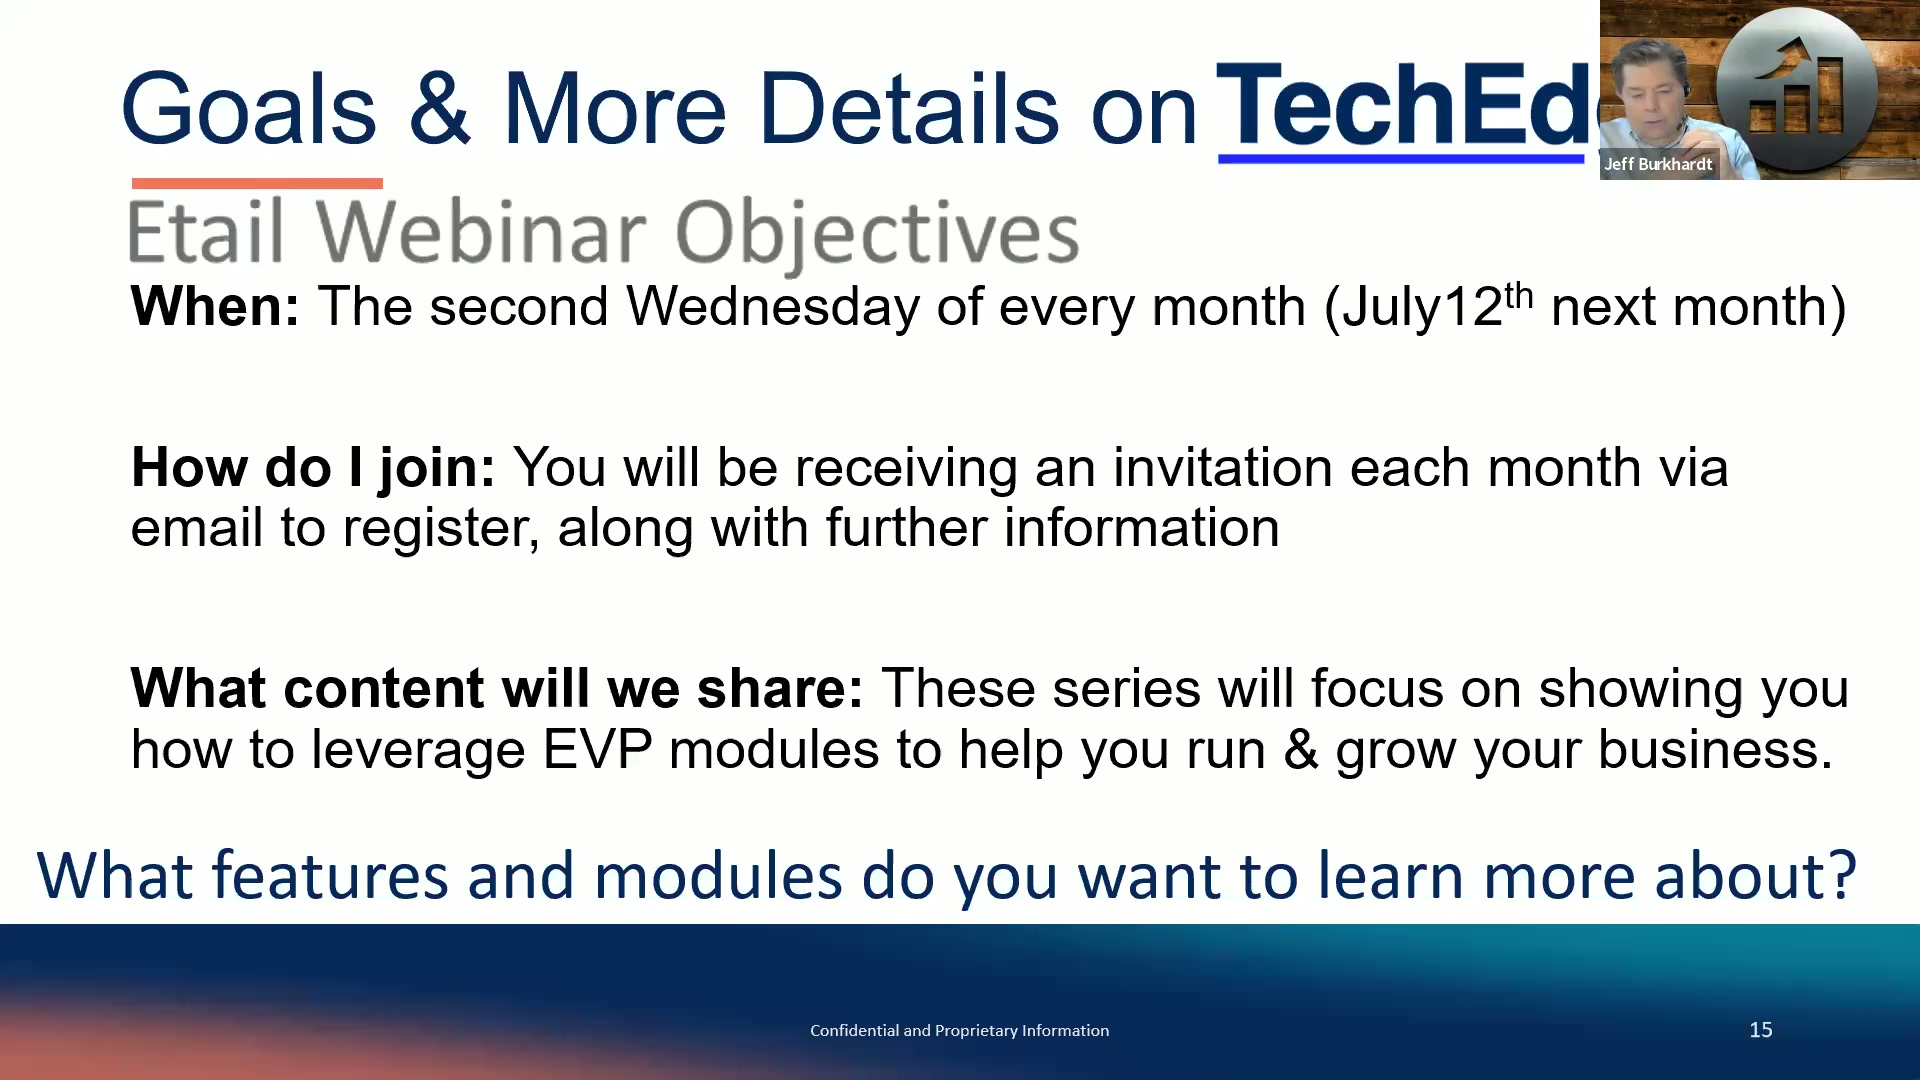 Goals & More Details on TechEd
Jeff Burkhardt
Etail Webinar Objectives
When: The second Wednesday of every month (July12th next month)
How do I join: You will be receiving an invitation each month via
email to register, along with further information
What content will we share: These series will focus on showing you
how to leverage EVP modules to help you run & grow your business.
What features and modules do you want to learn more about?
Confidential and Proprietary Information
15